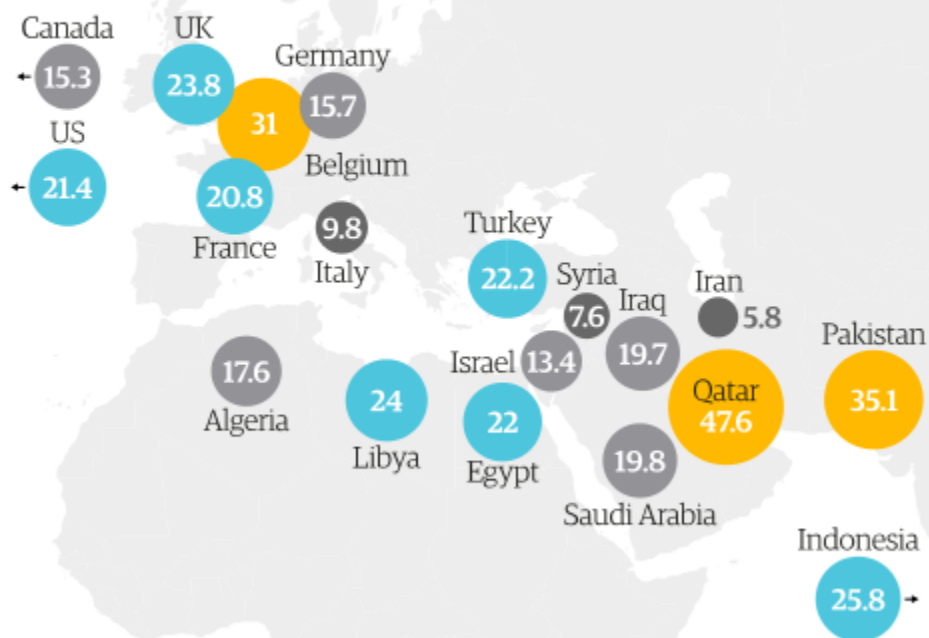 Canada
15.3
US
21.4
UK
23.8
Germany
15.7
31
Belgium
20.8
France
9.8
Italy
Turkey
22.2
Syria
7.6
Iraq
19.7
Iran
5.8
Pakistan
35.1
Israel 13.4
Qatar
47.6
17.6
Algeria
24
Libya
22
Egypt
19.8
Saudi Arabia
Indonesia
25.8